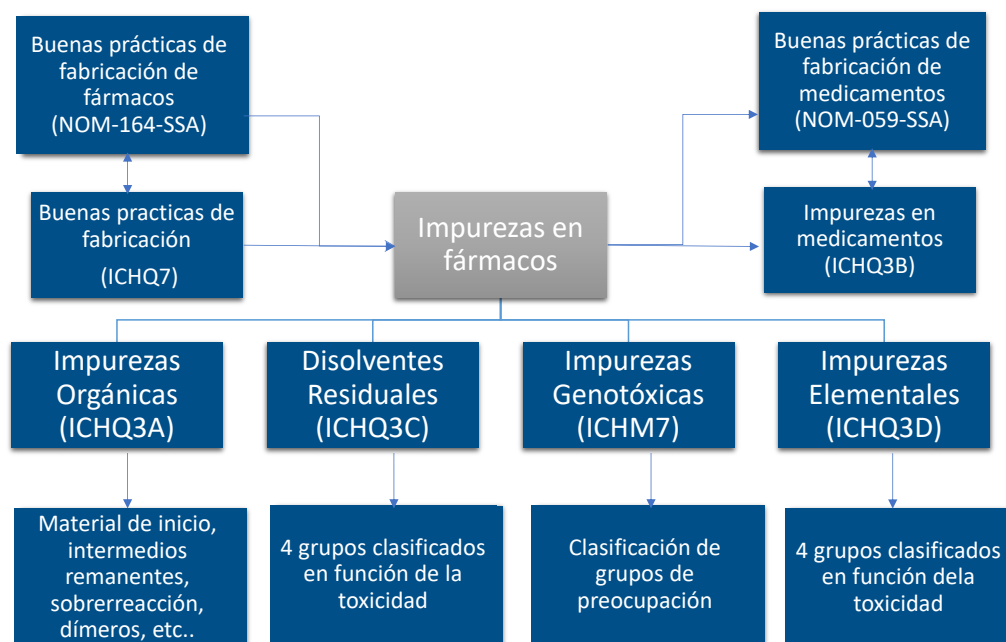 Buenas prácticas de
fabricación de
fármacos
(NOM-164-SSA)
Buenas prácticas de
fabricación de
medicamentos
(NOM-059-SSA)
Buenas practicas de
fabricación
(ICHQ7)
Impurezas en
fármacos
Impurezas en
medicamentos
(ICHQ3B)
Impurezas
Orgánicas
(ICHQ3A)
Disolventes
Residuales
(ICHQ3C)
Impurezas
Genotóxicas
(ICHM7)
Impurezas
Elementales
(ICHQ3D)
Material de inicio,
intermedios
remanentes,
sobrerreacción,
dímeros, etc..
4 grupos clasificados
en función de la
toxicidad
Clasificación de
grupos de
preocupación
4 grupos clasificados
en función dela
toxicidad